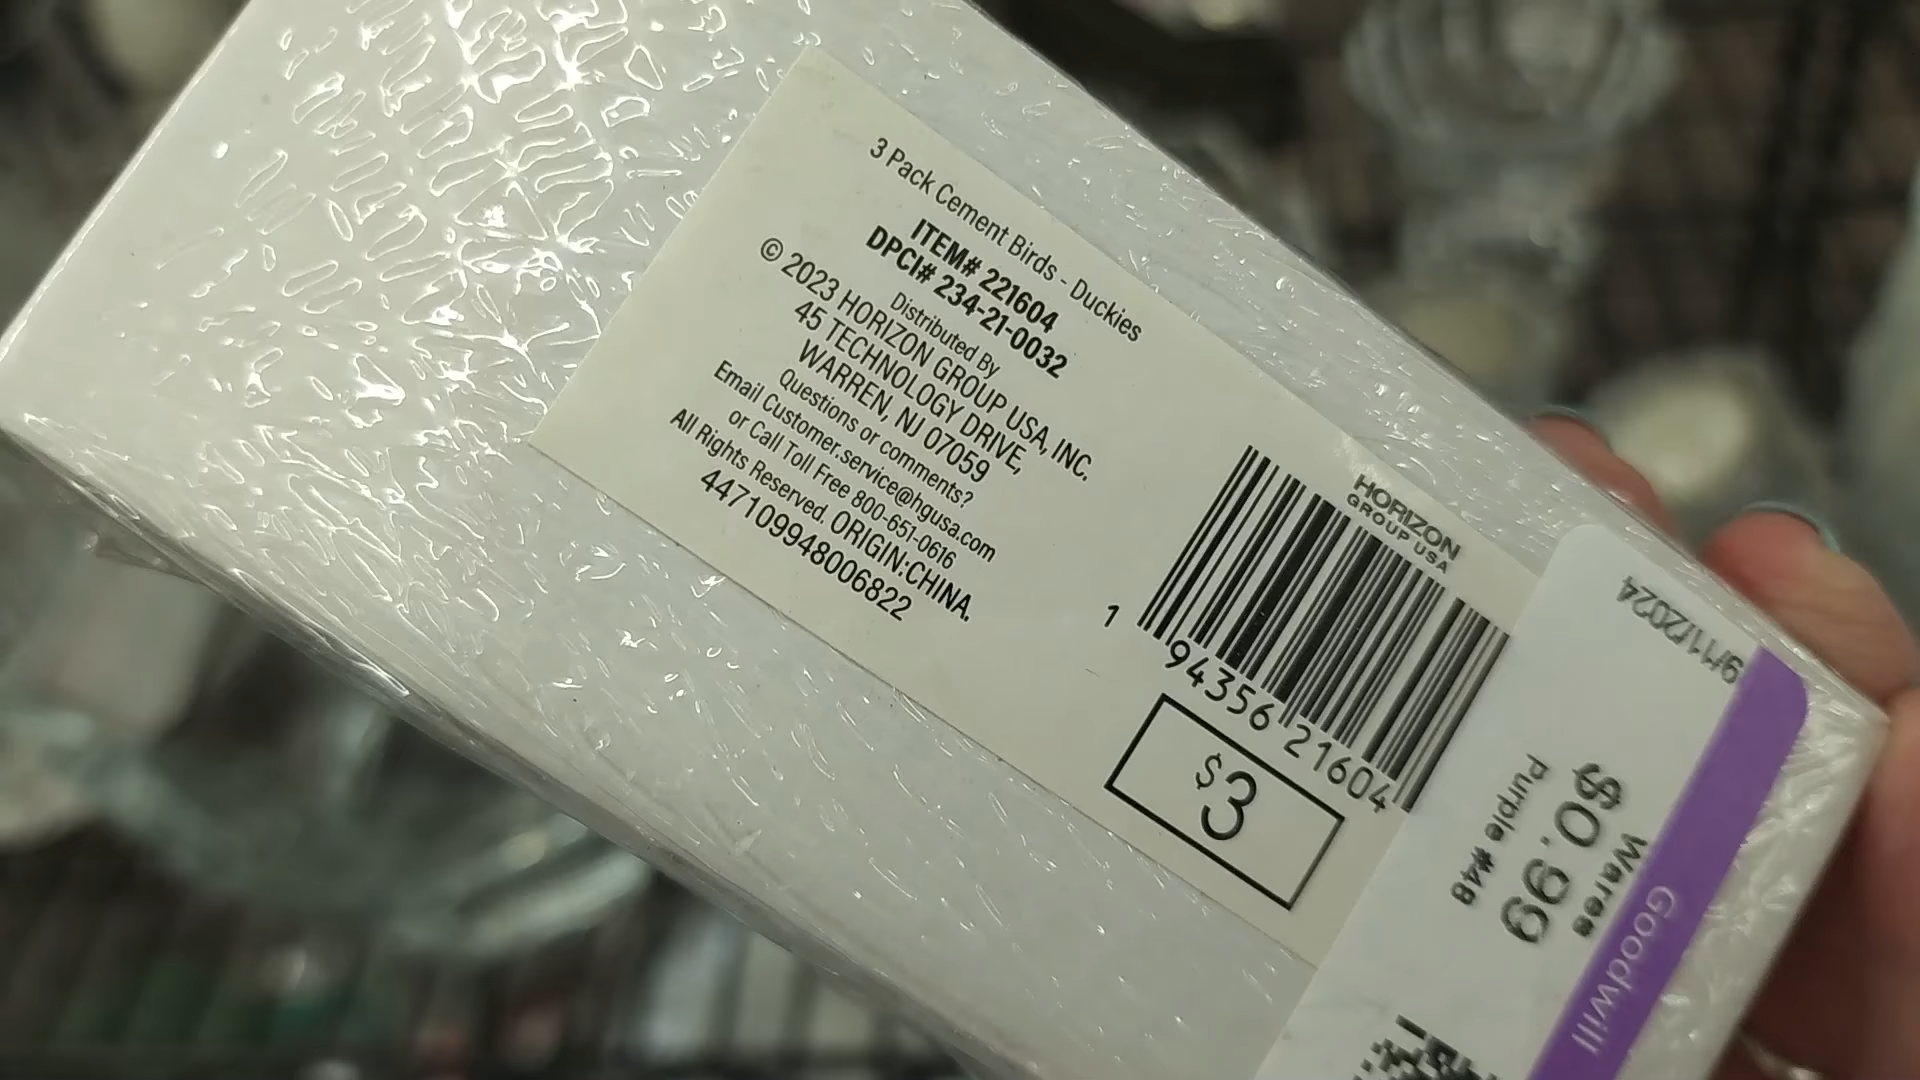 3 Pack Cement Birds - Duckies
ITEM# 221604
DPCI# 234-21-0032
Distributed By
© 2023 HORIZON GROUP USA, INC.
45 TECHNOLOGY DRIVE,
WARREN, NJ 07059
Questions or comments?
Email Customer.service@hgusa.com
or Call Toll Free 800-651-0616
All Rights Reserved. ORIGIN:CHINA.
447109948006822
HORIZON
GROUP USA
1 94356 21604
$3
9/11/2024
Purple #48
$0.99
Wares
Goodwill